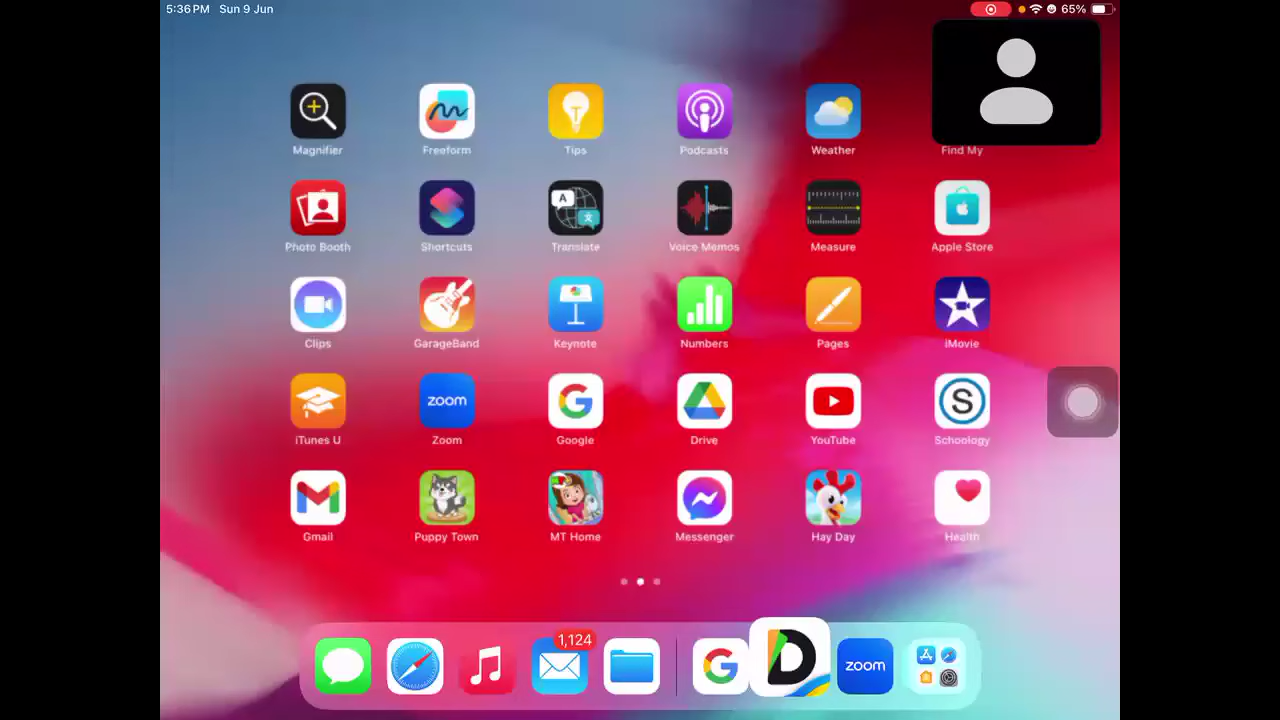 5:36 PM Sun 9 Jun
65%
Magnifier
Freeform
Tips
Podcasts
Weather
Find My
Photo Booth
Shortcuts
Translate
Voice Memos
Measure
Apple Store
Clips
GarageBand
Keynote
Numbers
Pages
iMovie
iTunes U
zoom
Zoom
Google
Drive
YouTube
S
Schoology
Gmail
Puppy Town
MT Home
Messenger
Hay Day
Health
1,124
G
D
zoom